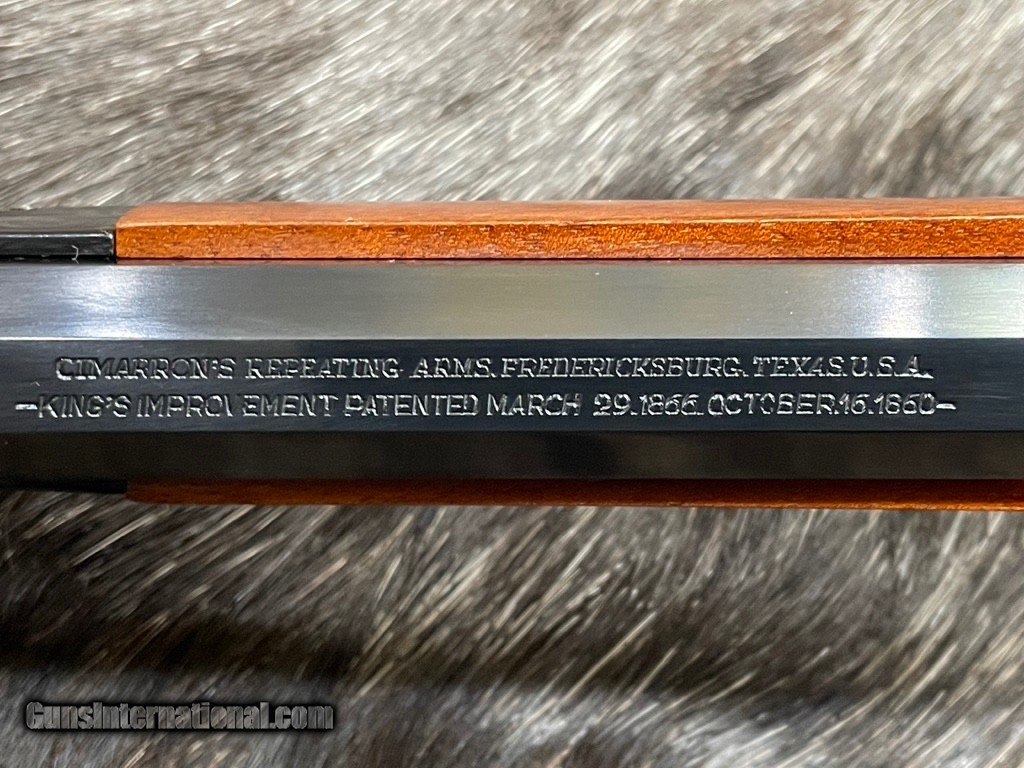 CIMARRON'S REPEATING ARMS. FREDERICKSBURG. TEXAS. U.S.A.
-KING'S IMPROVEMENT PATENTED MARCH 29.1866. OCTOBER.16.1860-
GunsInternational.com